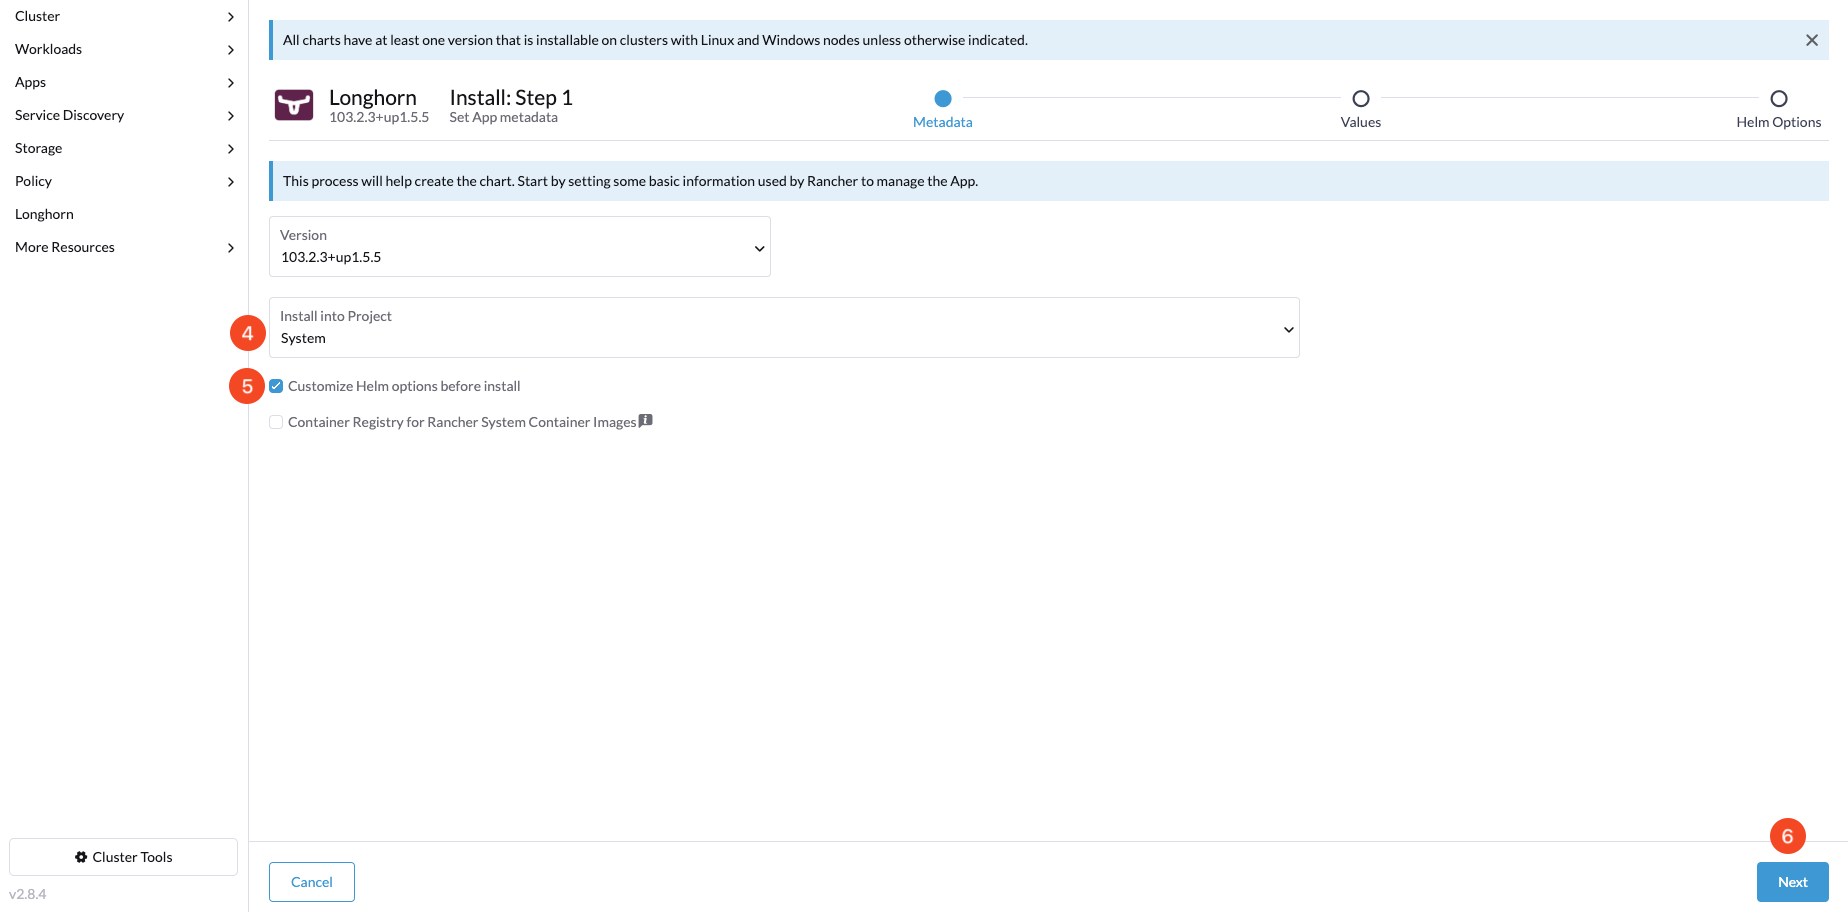 Cluster
Workloads
Apps
Service Discovery
Storage
Policy
Longhorn
More Resources
Cluster Tools
v2.8.4
All charts have at least one version that is installable on clusters with Linux and Windows nodes unless otherwise indicated.
Longhorn
103.2.3+up1.5.5
Install: Step 1
Set App metadata
Metadata
Values
Helm Options
This process will help create the chart. Start by setting some basic information used by Rancher to manage the App.
Version
103.2.3+up1.5.5
4
Install into Project
System
5
Customize Helm options before install
Container Registry for Rancher System Container Images
6
Cancel
Next